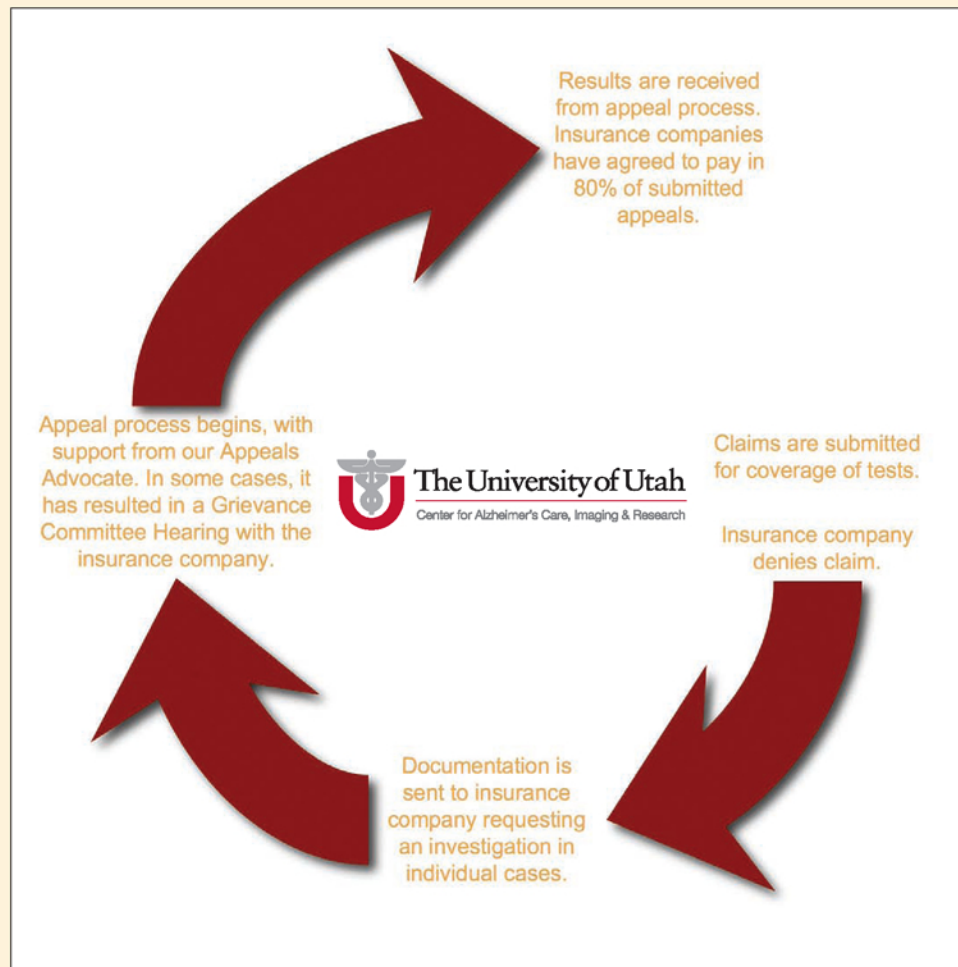 Results are received
from appeal process.
Insurance companies
have agreed to pay in
80% of submitted
appeals.
Appeal process begins, with
support from our Appeals
Advocate. In some cases, it
has resulted in a Grievance
Committee Hearing with the
insurance company.
The University of Utah
Center for Alzheimer's Care, Imaging & Research
Claims are submitted
for coverage of tests.
Insurance company
denies claim.
Documentation is
sent to insurance
company requesting
an investigation in
individual cases.